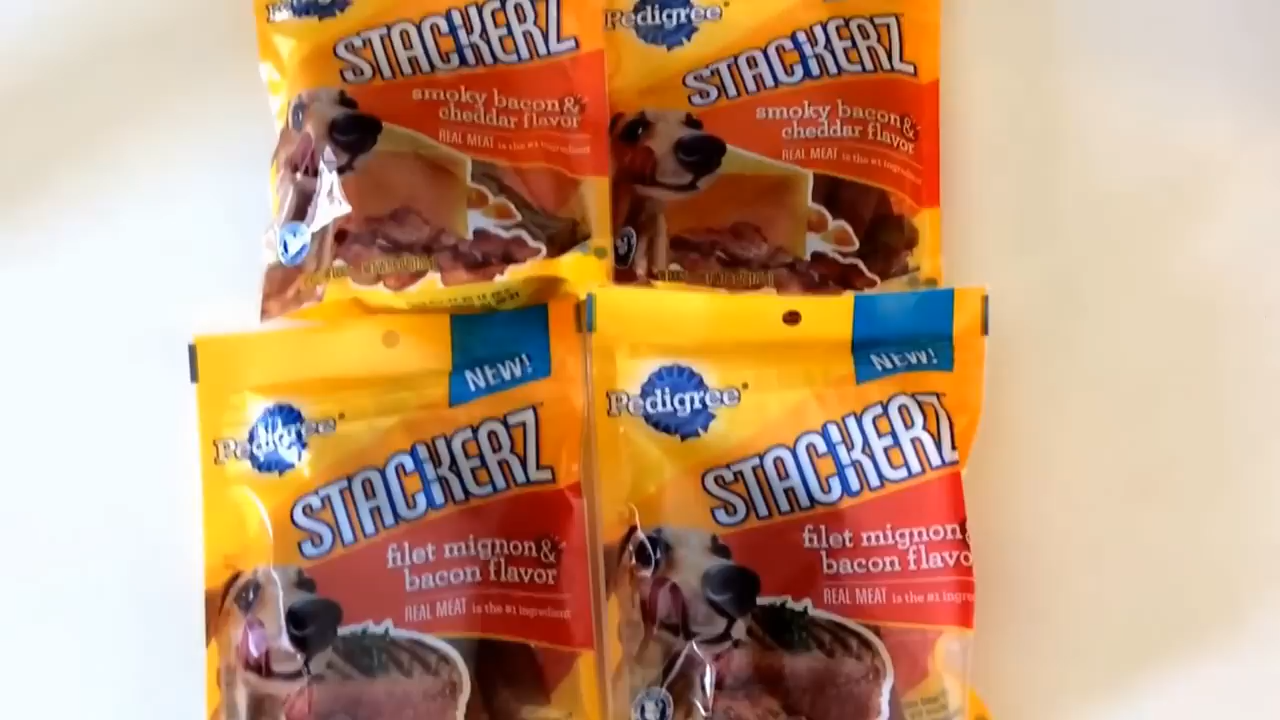 Pedigree
STACKERZ
smoky bacon &
cheddar flavor
REAL MEAT is the #1 ingredient
Pedigree
STACKERZ
smoky bacon &
cheddar flavor
REAL MEAT is the #1 ingredient
NEW!
Pedigree
STACKERZ
filet mignon &
bacon flavor
REAL MEAT is the #1 ingredient
NEW!
Pedigree
STACKERZ
filet mignon &
bacon flavo
REAL MEAT is the #1 ingre